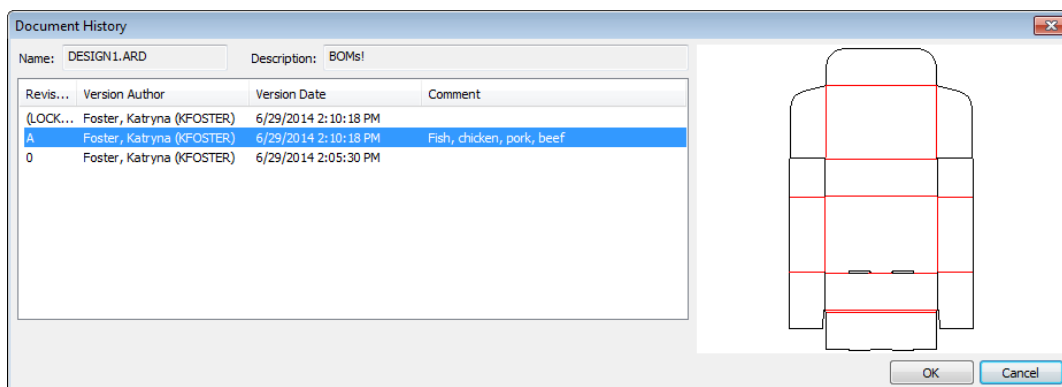 Document History
Name: DESIGN1.ARD Description: BOMs!
Revis... Version Author Version Date Comment
(LOCK... Foster, Katryna (KFOSTER) 6/29/2014 2:10:18 PM
A Foster, Katryna (KFOSTER) 6/29/2014 2:10:18 PM Fish, chicken, pork, beef
0 Foster, Katryna (KFOSTER) 6/29/2014 2:05:30 PM
OK Cancel